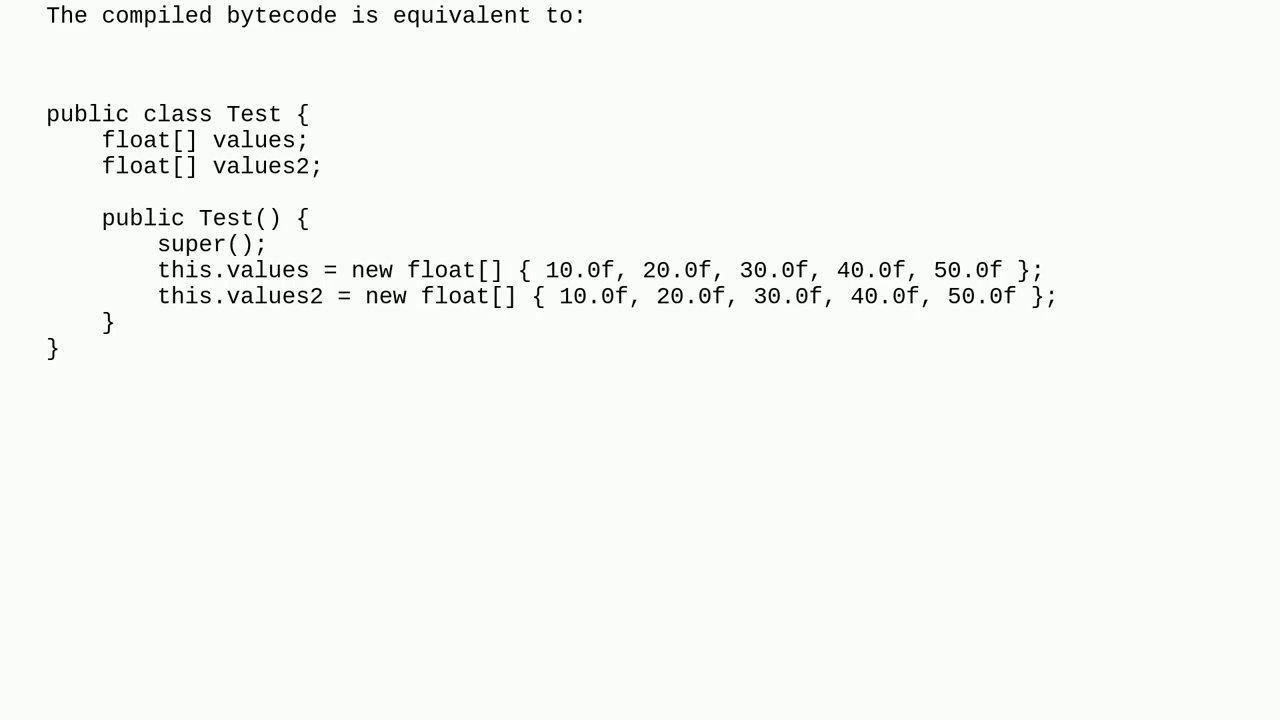 The compiled bytecode is equivalent to:
public class Test {
    float[] values;
    float[] values2;
    public Test() {
        super();
        this.values = new float[] { 10.0f, 20.0f, 30.0f, 40.0f, 50.0f };
        this.values2 = new float[] { 10.0f, 20.0f, 30.0f, 40.0f, 50.0f };
    }
}